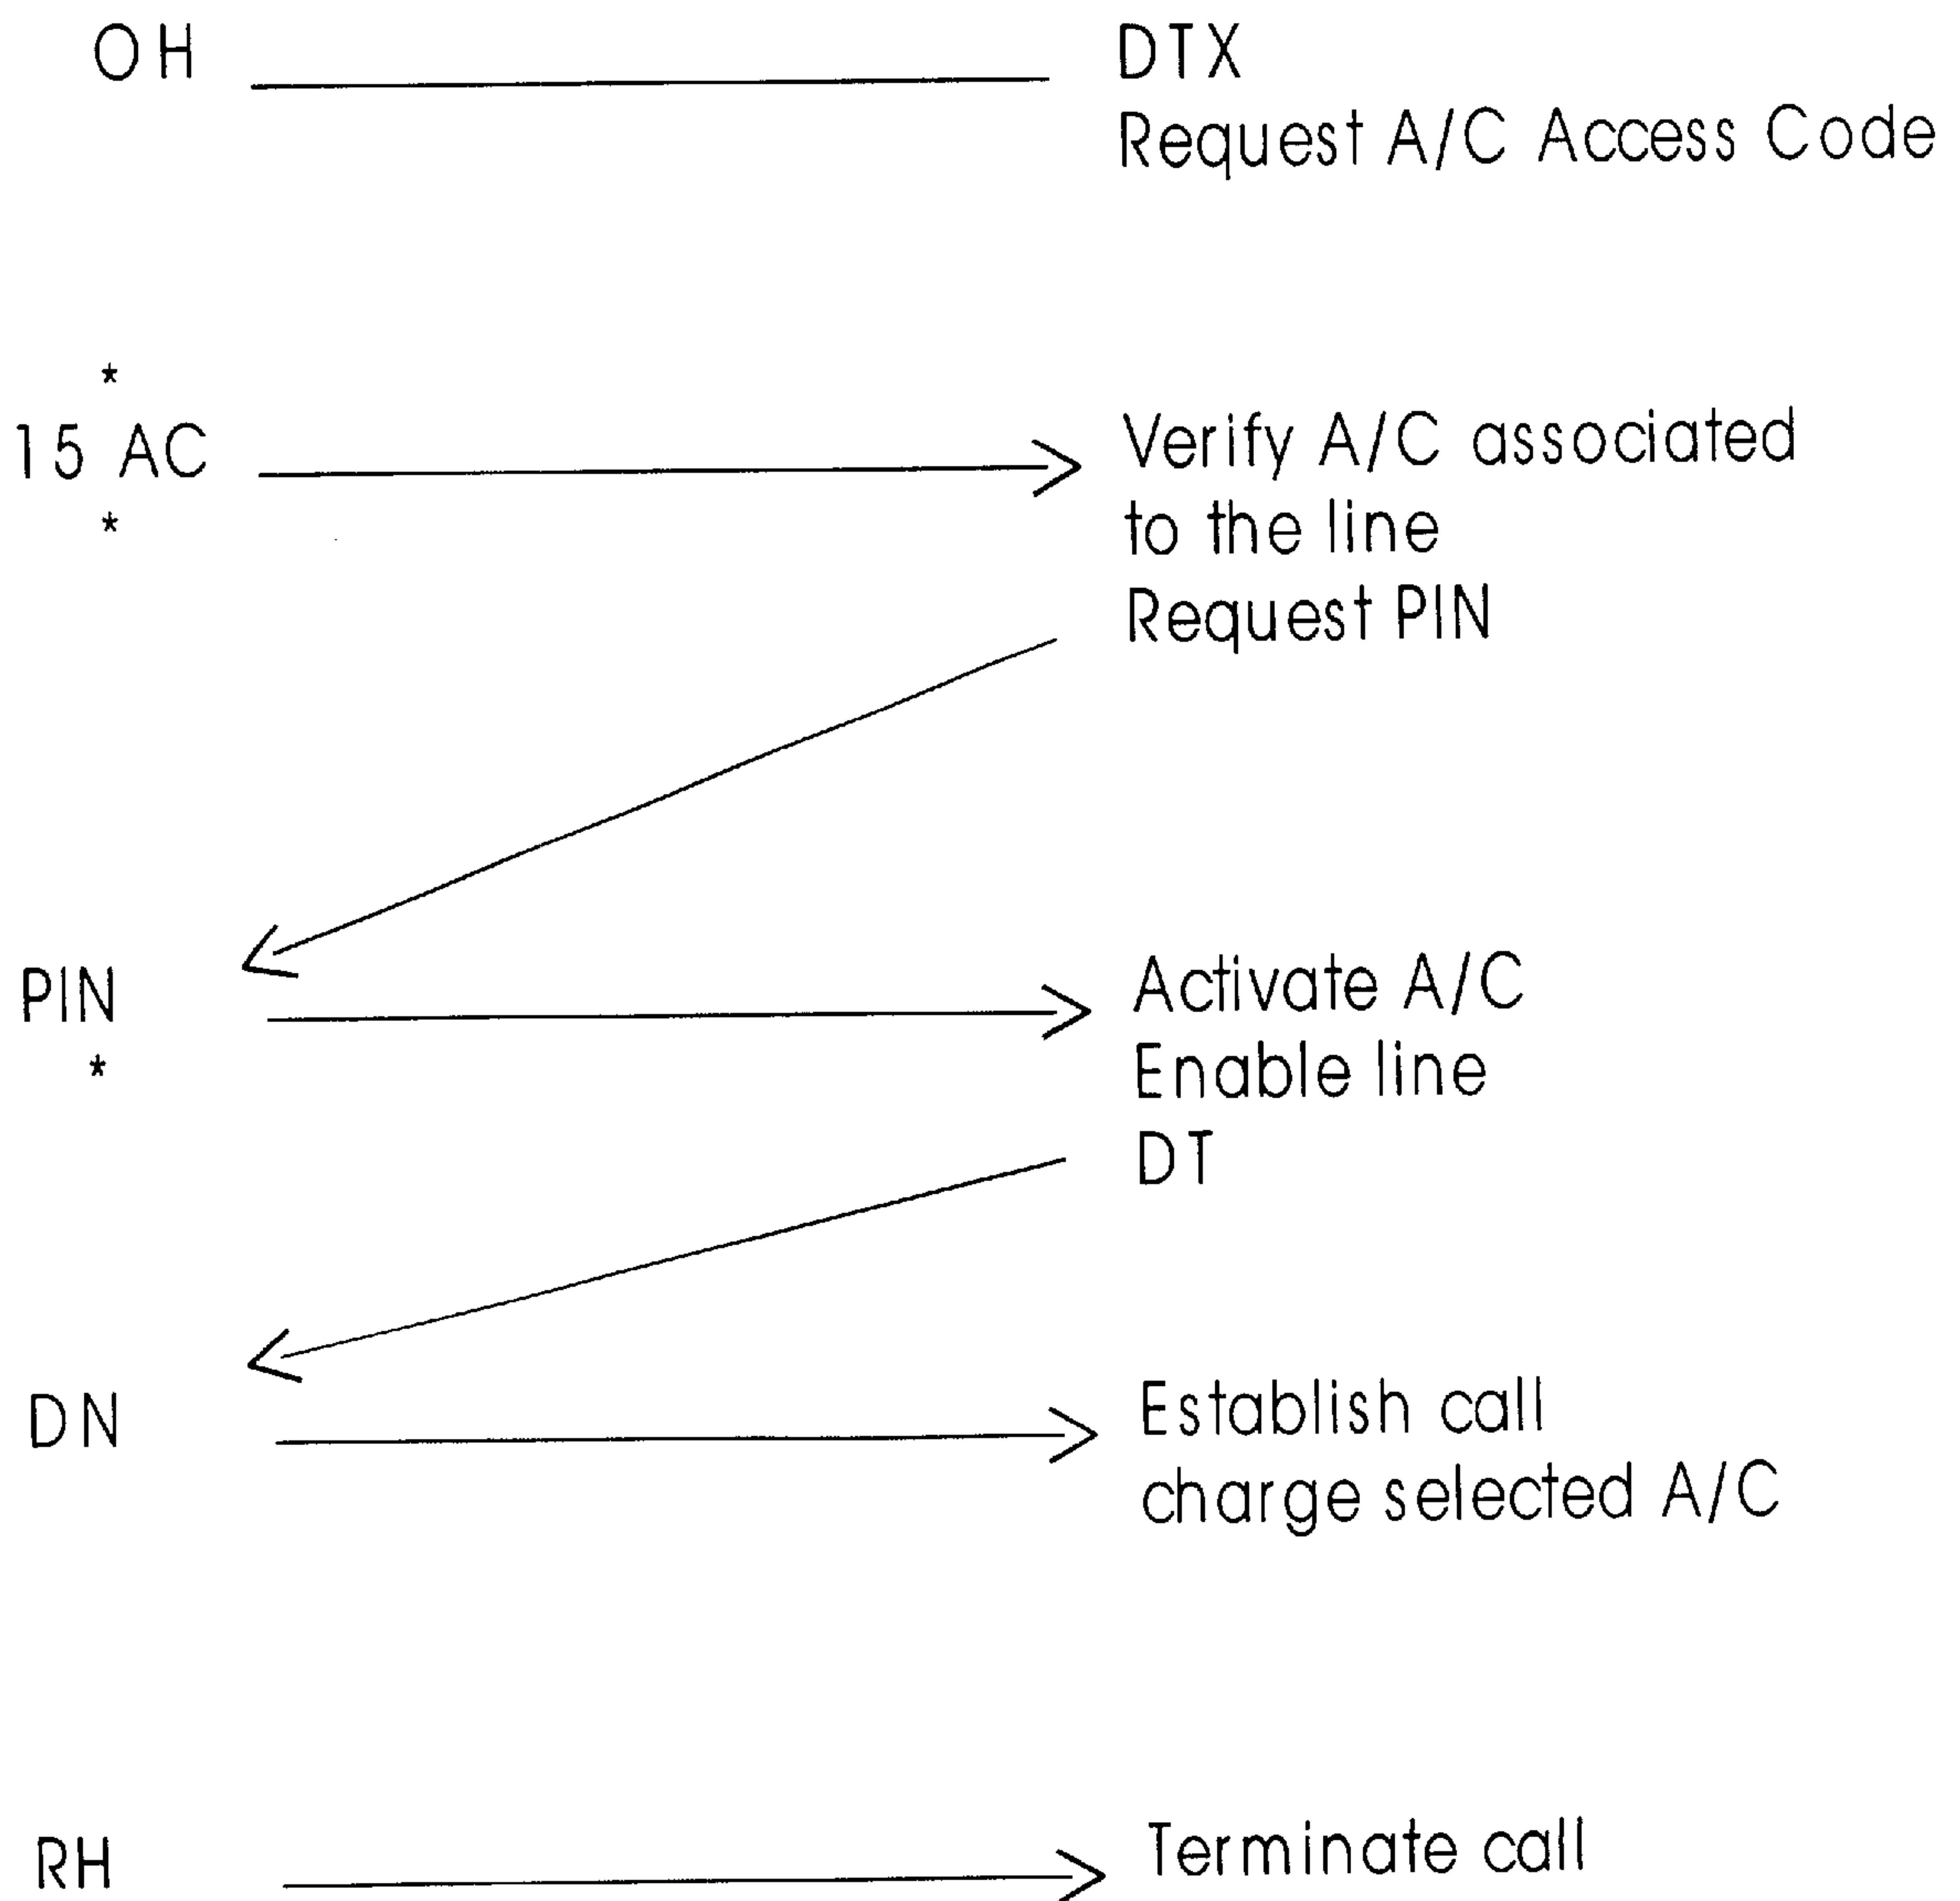 OH
DTX
Request A/C Access Code
*
15 AC
*
Verify A/C associated
to the line
Request PIN
PIN
*
Activate A/C
Enable line
DT
DN
Establish call
charge selected A/C
RH
Terminate call